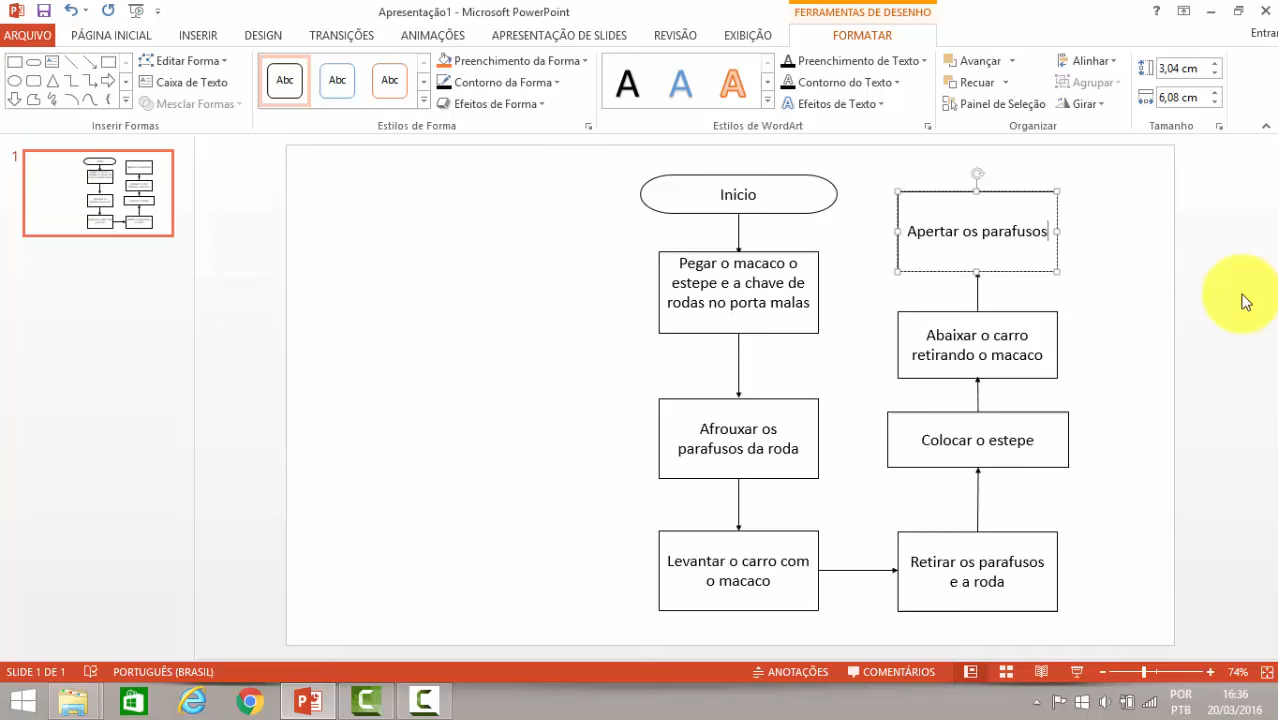 Apresentação1 - Microsoft PowerPoint
FERRAMENTAS DE DESENHO
?
Entrar
ARQUIVO PÁGINA INICIAL INSERIR DESIGN TRANSIÇÕES ANIMAÇÕES APRESENTAÇÃO DE SLIDES REVISÃO EXIBIÇÃO FORMATAR
Editar Forma
Caixa de Texto
Mesclar Formas
Inserir Formas
Abc Abc Abc
Preenchimento da Forma
Contorno da Forma
Efeitos de Forma
Estilos de Forma
A A A
Preenchimento de Texto
Contorno do Texto
Efeitos de Texto
Estilos de WordArt
Avançar
Recuar
Painel de Seleção
Alinhar
Agrupar
Girar
Organizar
3,04 cm
6,08 cm
Tamanho
1
Inicio
Pegar o macaco o
estepe e a chave de
rodas no porta malas
Afrouxar os
parafusos da roda
Levantar o carro com
o macaco
Retirar os parafusos
e a roda
Colocar o estepe
Abaixar o carro
retirando o macaco
Apertar os parafusos
SLIDE 1 DE 1 PORTUGUÊS (BRASIL) ANOTAÇÕES COMENTÁRIOS 74%
POR
PTB
16:36
20/03/2016